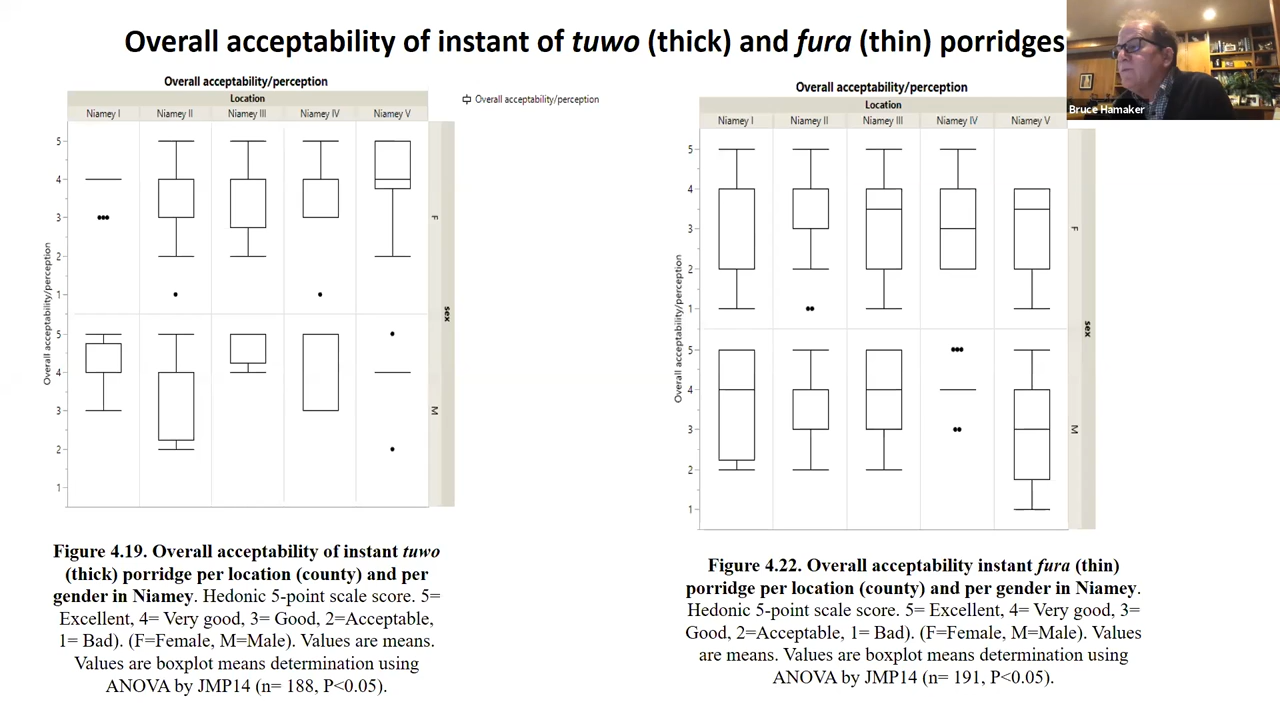 Overall acceptability of instant of tuwo (thick) and fura (thin) porridges
Bruce Hamaker
Overall acceptability/perception
Location
Niamey I Niamey II Niamey III Niamey IV Niamey V
Overall acceptability/perception
Overall acceptability/perception
5
4
3
2
1
F
5
4
3
2
1
M
sex
Figure 4.19. Overall acceptability of instant tuwo
(thick) porridge per location (county) and per
gender in Niamey. Hedonic 5-point scale score. 5=
Excellent, 4= Very good, 3= Good, 2=Acceptable,
1= Bad). (F=Female, M=Male). Values are means.
Values are boxplot means determination using
ANOVA by JMP14 (n= 188, P<0.05).
Overall acceptability/perception
Location
Niamey I Niamey II Niamey III Niamey IV Niamey V
Overall acceptability/perception
5
4
3
2
1
F
5
4
3
2
1
M
sex
Figure 4.22. Overall acceptability instant fura (thin)
porridge per location (county) and per gender in Niamey.
Hedonic 5-point scale score. 5= Excellent, 4= Very good, 3=
Good, 2=Acceptable, 1= Bad). (F=Female, M=Male). Values
are means. Values are boxplot means determination using
ANOVA by JMP14 (n= 191, P<0.05).